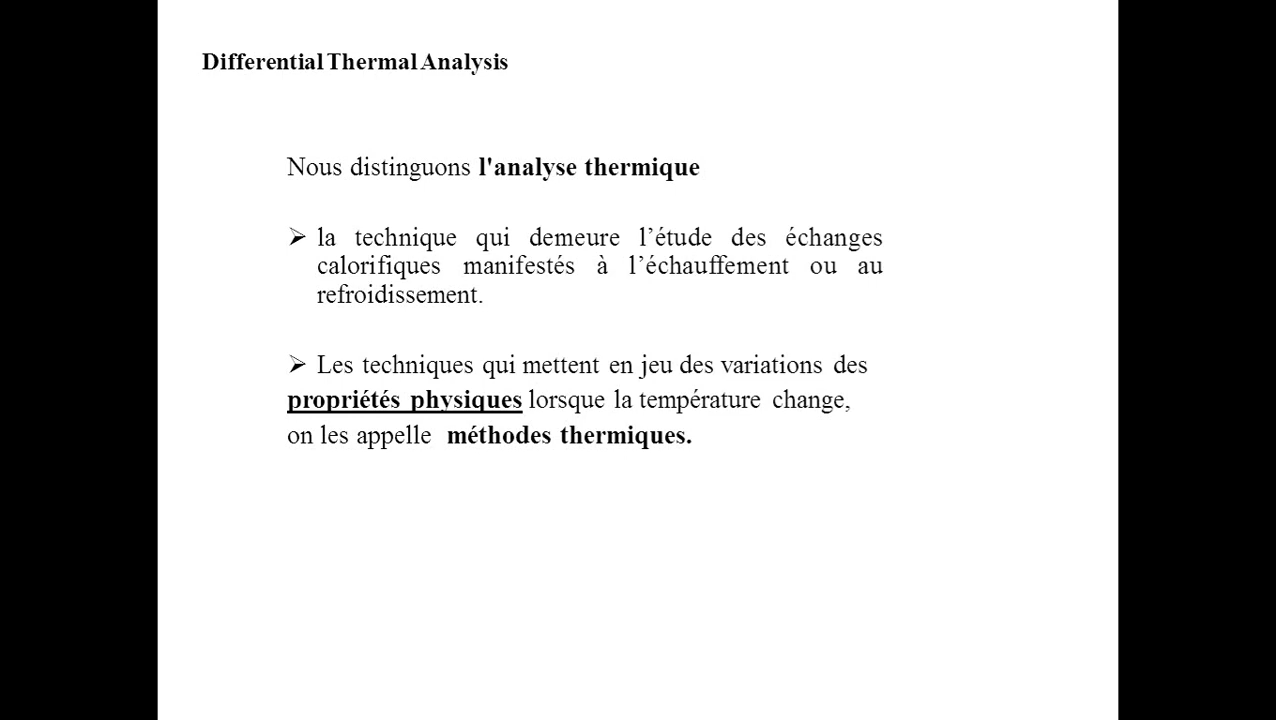 Differential Thermal Analysis
Nous distinguons l'analyse thermique
➢ la technique qui demeure l’étude des échanges
calorifiques manifestés à l’échauffement ou au
refroidissement.
➢ Les techniques qui mettent en jeu des variations des
propriétés physiques lorsque la température change,
on les appelle méthodes thermiques.